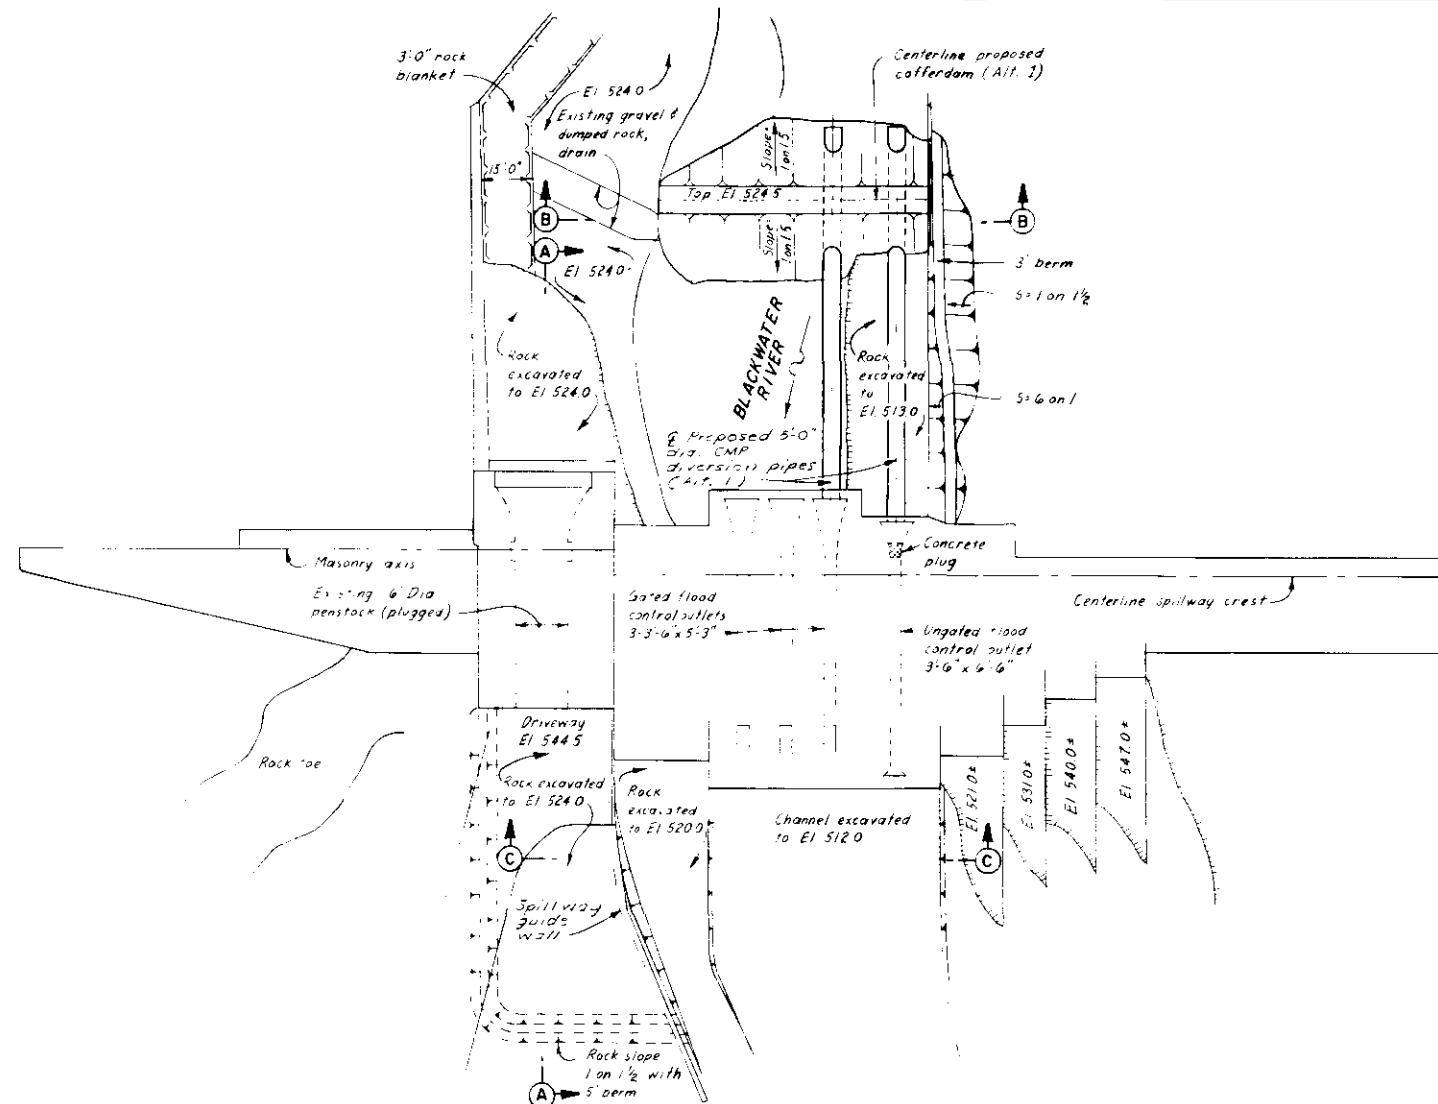 3'-0" rock
blanket
El 524.0
Existing gravel &
dumped rock,
drain
Centerline proposed
cofferdam (Alt. 1)
Slope=
1 on 1.5
15'-0"
Top El 524.5
B
B
A
Slope=
1 on 1.5
El 524.0
3' berm
S=1 on 1½
BLACKWATER
RIVER
Rock
excavated
to El 524.0
Rock
excavated
to
El 513.0
S=6 on 1
℄ Proposed 5'-0"
dia. CMP
diversion pipes
(Alt. 1)
Masonry axis
Concrete
plug
Existing 6' Dia
penstock (plugged)
Gated flood
control outlets
3-3'-6" x 5'-3"
Centerline spillway crest
Ungated flood
control outlet
3'-6" x 6'-6"
Driveway
El 544.5
Rock toe
Rock excavated
to El 524.0
Rock
excavated
to El 520.0
Channel excavated
to El 512.0
El 521.0±
El 531.0±
El 540.0±
El 547.0±
C
C
Spillway
guide
wall
Rock slope
1 on 1½ with
5' berm
A